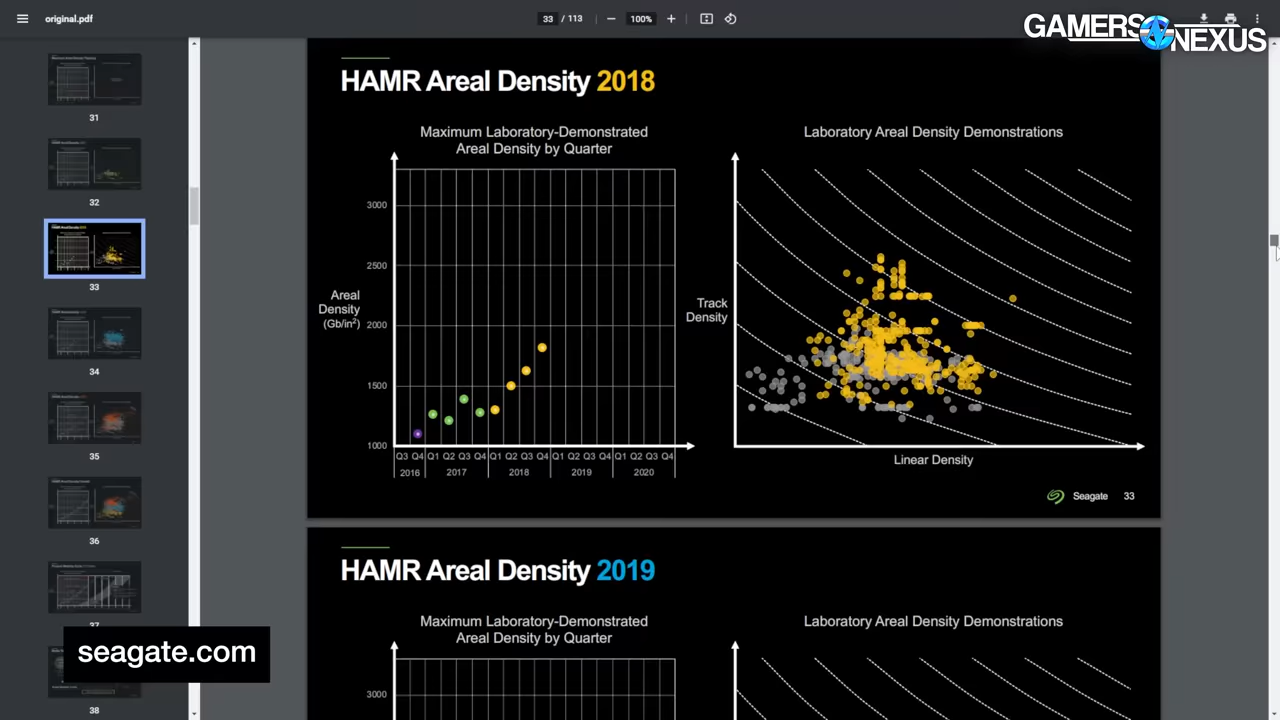 original.pdf
33 / 113
100%
GAMERS NEXUS
31
32
33
34
35
36
37
38
HAMR Areal Density 2018
Maximum Laboratory-Demonstrated
Areal Density by Quarter
3000
2500
2000
1500
1000
Areal
Density
(Gb/in²)
Q3 Q4 Q1 Q2 Q3 Q4 Q1 Q2 Q3 Q4 Q1 Q2 Q3 Q4 Q1 Q2 Q3 Q4
2016 2017 2018 2019 2020
Laboratory Areal Density Demonstrations
Track
Density
Linear Density
Seagate 33
HAMR Areal Density 2019
Maximum Laboratory-Demonstrated
Areal Density by Quarter
3000
Laboratory Areal Density Demonstrations
seagate.com